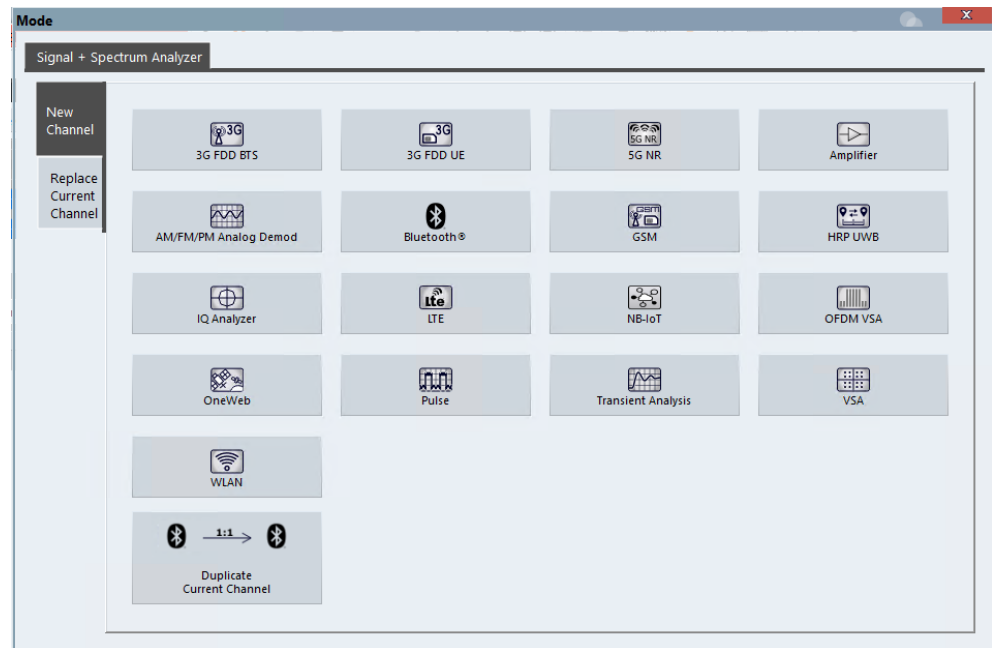 Mode
x
Signal + Spectrum Analyzer
New
Channel
Replace
Current
Channel
3G
3G FDD BTS
3G
3G FDD UE
5G NR
5G NR
Amplifier
AM/FM/PM Analog Demod
Bluetooth®
GSM
GSM
HRP UWB
IQ Analyzer
lte
LTE
NB-IoT
OFDM VSA
OneWeb
Pulse
Transient Analysis
VSA
WLAN
1:1
Duplicate
Current Channel